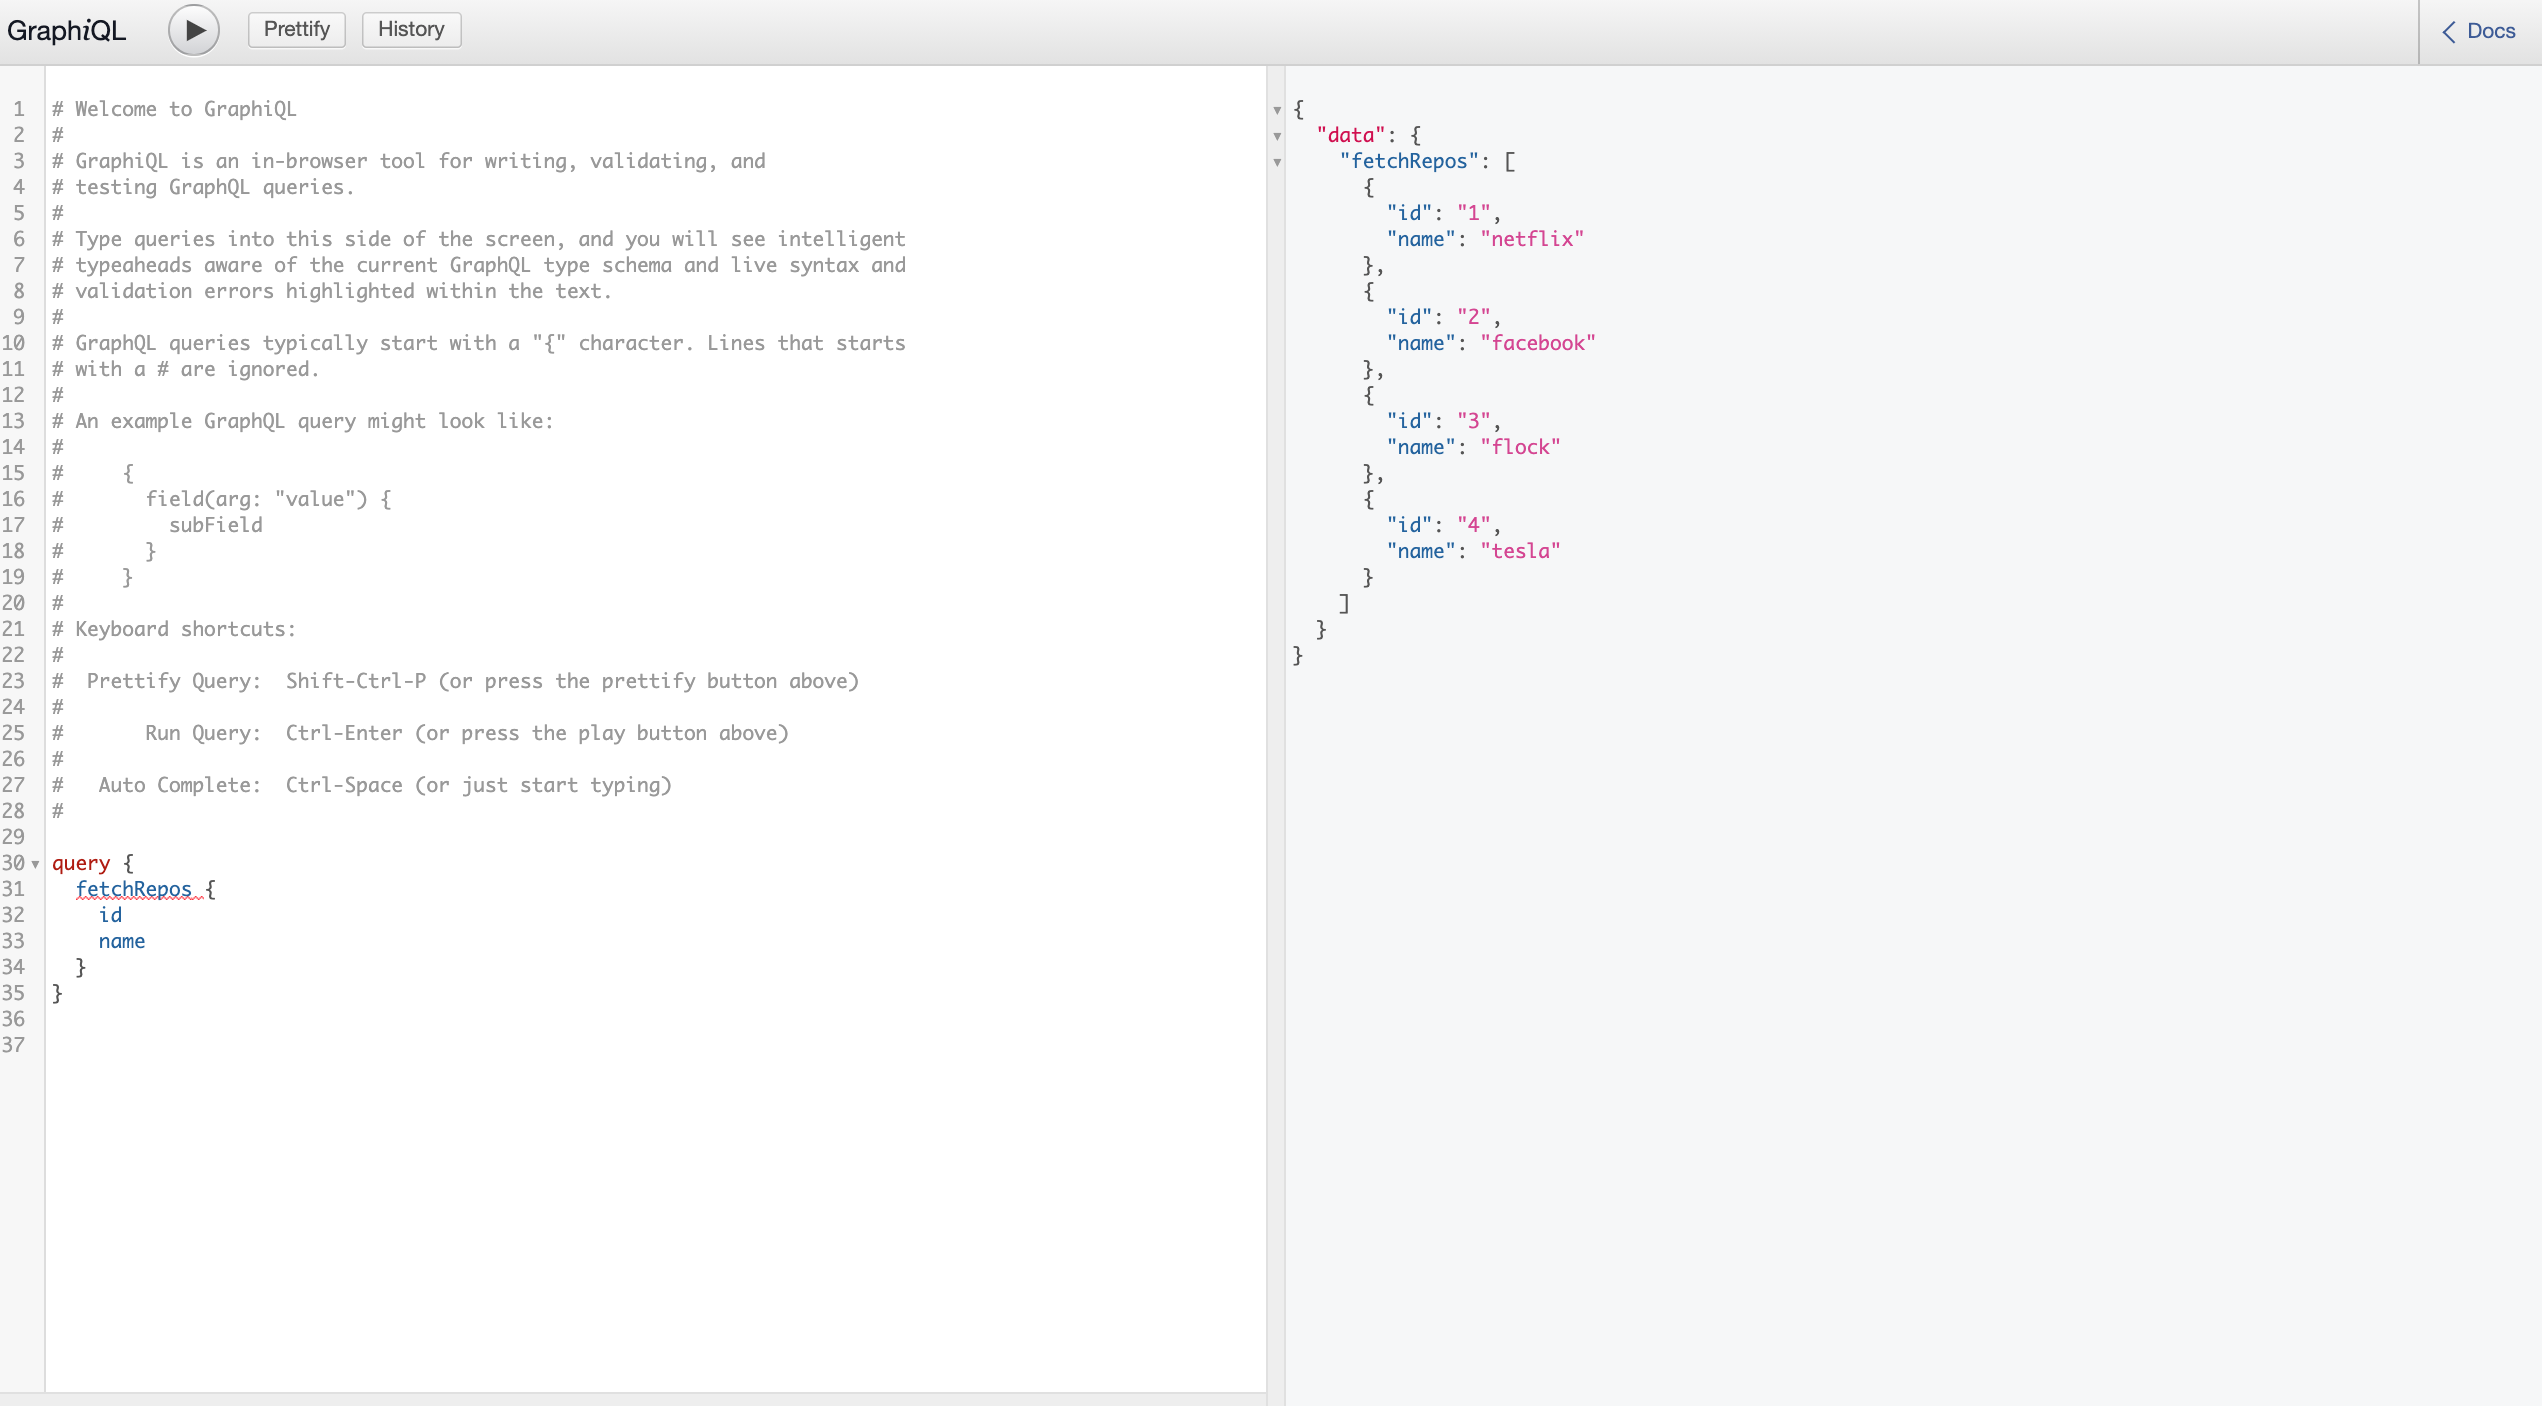 GraphiQL
Prettify
History
Docs
1 # Welcome to GraphiQL
2 #
3 # GraphiQL is an in-browser tool for writing, validating, and
4 # testing GraphQL queries.
5 #
6 # Type queries into this side of the screen, and you will see intelligent
7 # typeaheads aware of the current GraphQL type schema and live syntax and
8 # validation errors highlighted within the text.
9 #
10 # GraphQL queries typically start with a "{" character. Lines that starts
11 # with a # are ignored.
12 #
13 # An example GraphQL query might look like:
14 #
15 #     {
16 #       field(arg: "value") {
17 #         subField
18 #       }
19 #     }
20 #
21 # Keyboard shortcuts:
22 #
23 #  Prettify Query:  Shift-Ctrl-P (or press the prettify button above)
24 #
25 #       Run Query:  Ctrl-Enter (or press the play button above)
26 #
27 #   Auto Complete:  Ctrl-Space (or just start typing)
28 #
29
30 query {
31   fetchRepos {
32     id
33     name
34   }
35 }
36
37
{
  "data": {
    "fetchRepos": [
      {
        "id": "1",
        "name": "netflix"
      },
      {
        "id": "2",
        "name": "facebook"
      },
      {
        "id": "3",
        "name": "flock"
      },
      {
        "id": "4",
        "name": "tesla"
      }
    ]
  }
}